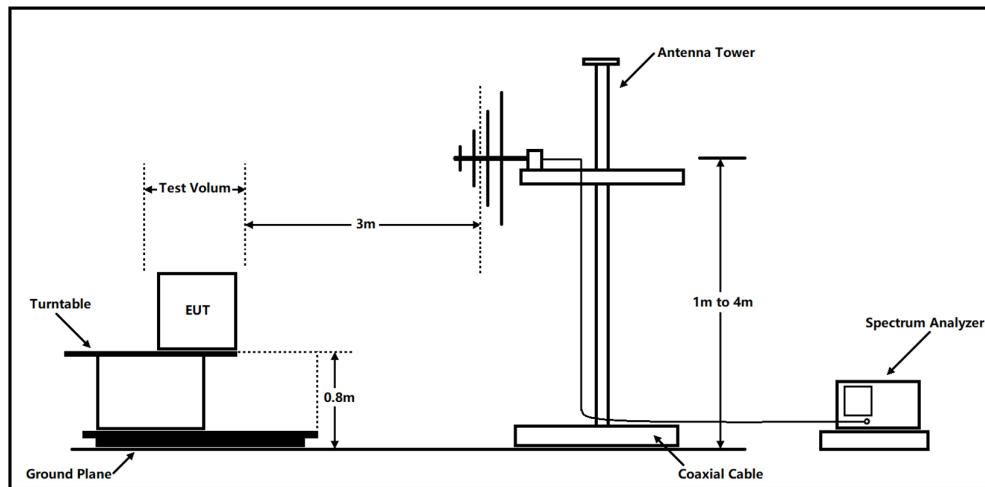 Antenna Tower
Test Volum
3m
EUT
Turntable
1m to 4m
Spectrum Analyzer
0.8m
Ground Plane
Coaxial Cable